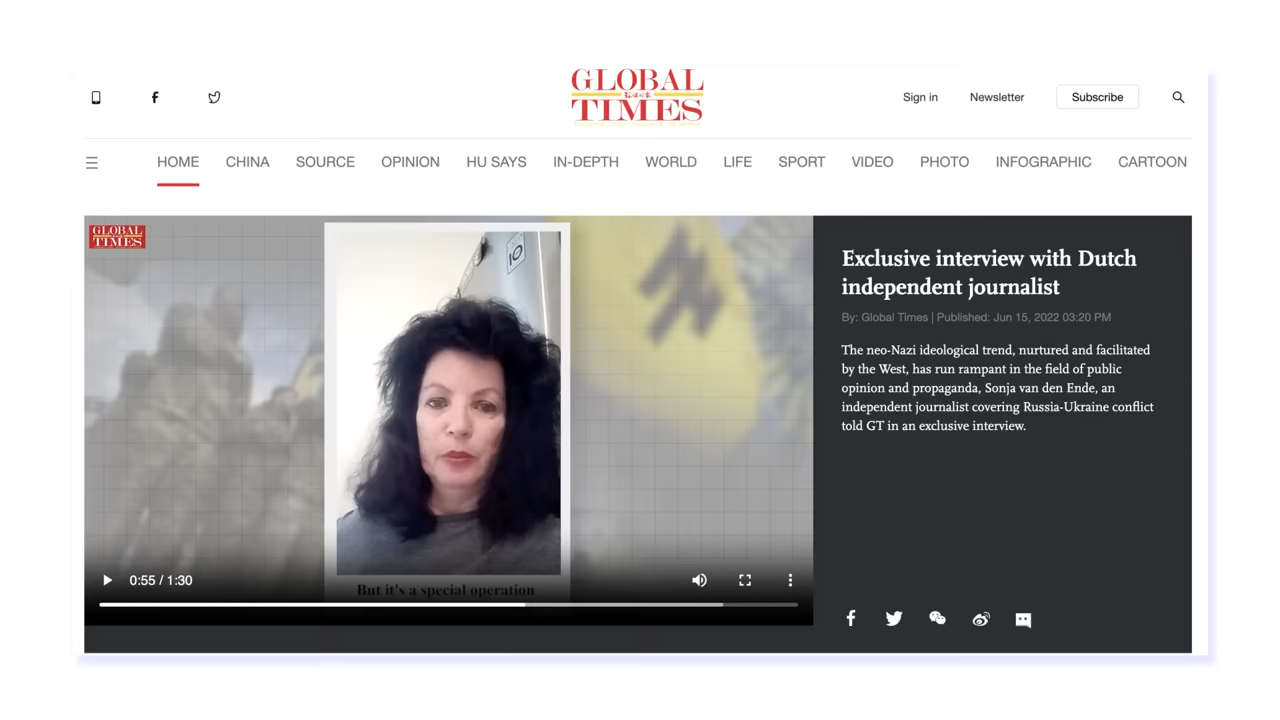 GLOBAL
TIMES
Sign in
Newsletter
Subscribe
HOME
CHINA
SOURCE
OPINION
HU SAYS
IN-DEPTH
WORLD
LIFE
SPORT
VIDEO
PHOTO
INFOGRAPHIC
CARTOON
GLOBAL
TIMES
10
But it's a special operation
0:55 / 1:30
Exclusive interview with Dutch
independent journalist
By: Global Times | Published: Jun 15, 2022 03:20 PM
The neo-Nazi ideological trend, nurtured and facilitated
by the West, has run rampant in the field of public
opinion and propaganda, Sonja van den Ende, an
independent journalist covering Russia-Ukraine conflict
told GT in an exclusive interview.